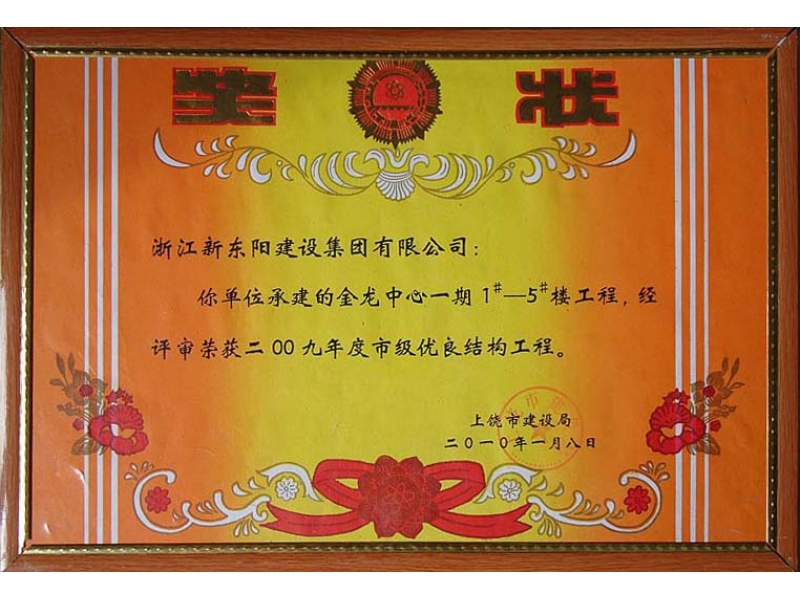 奖 状
浙江新东阳建设集团有限公司：
你单位承建的金龙中心一期1#—5#楼工程，经
评审荣获二00九年度市级优良结构工程。
上饶市建设局
二0一0年一月八日